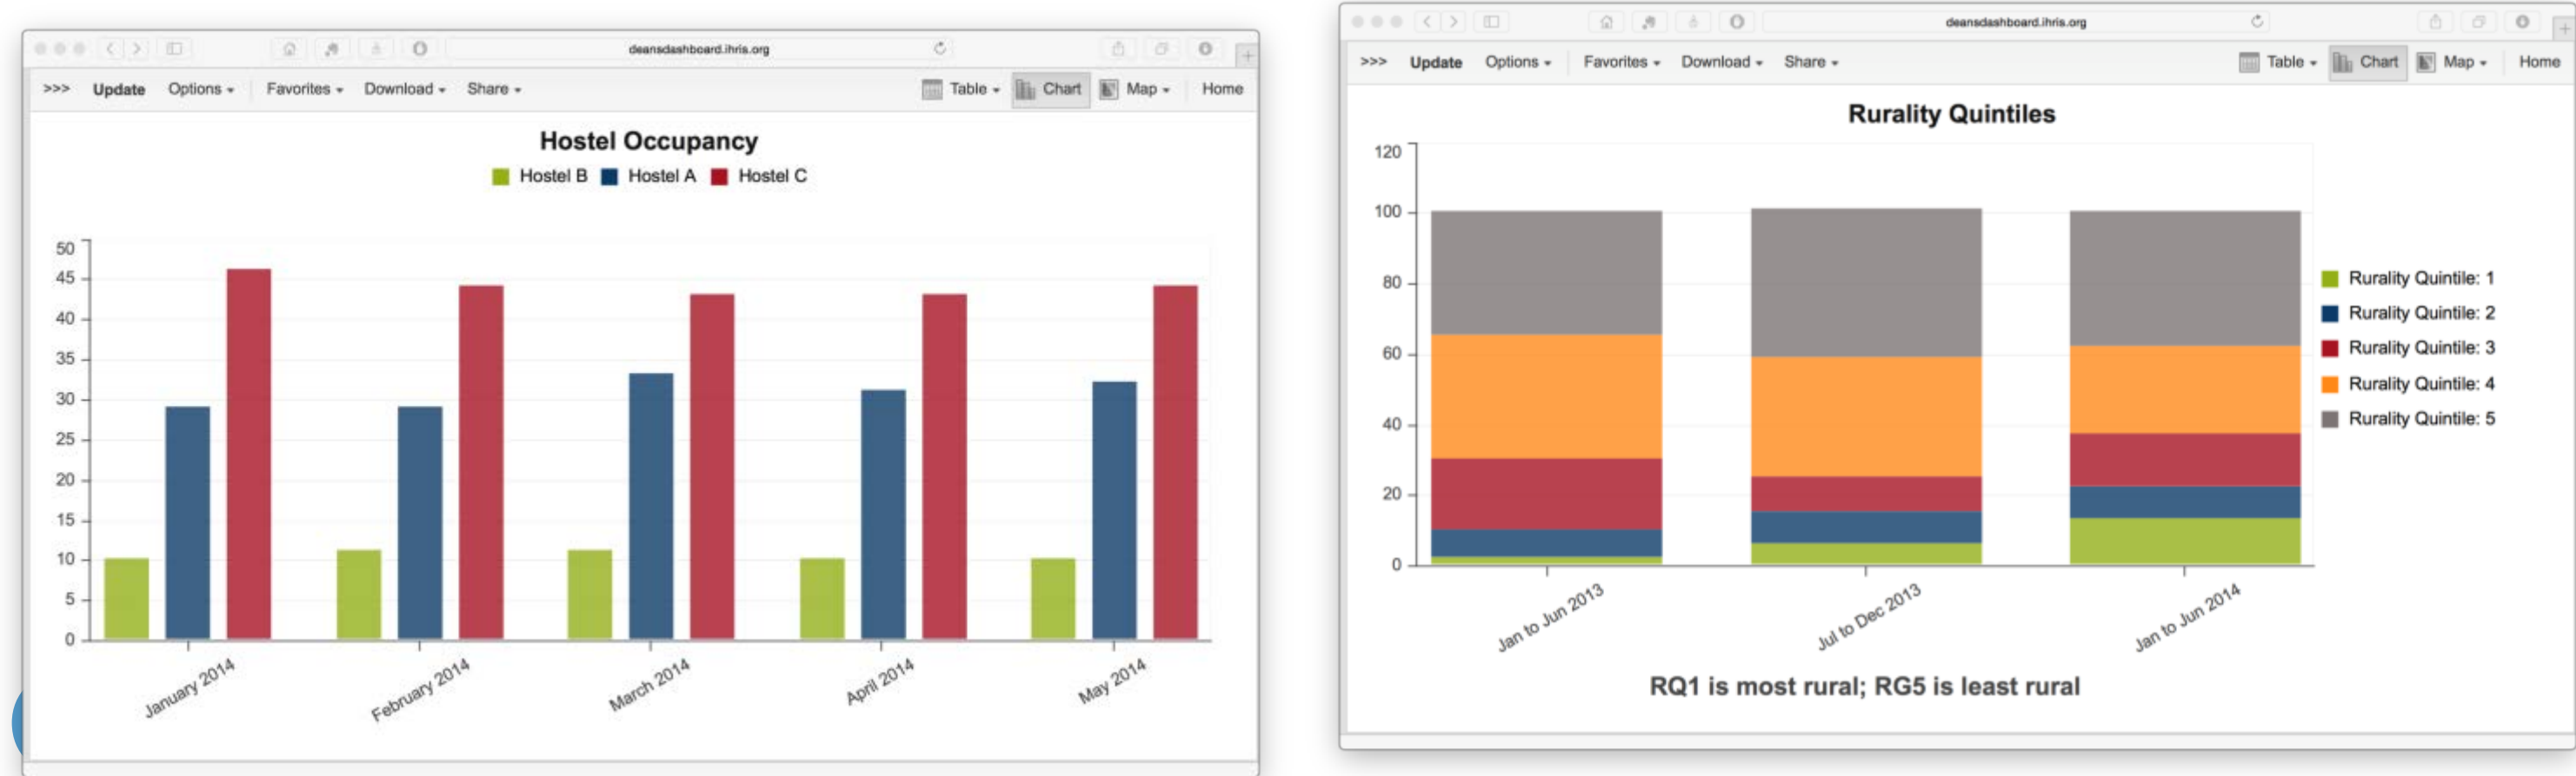 deansdashboard.ihris.org
>>> Update Options Favorites Download Share Table Chart Map Home
Hostel Occupancy
Hostel B Hostel A Hostel C
50
45
40
35
30
25
20
15
10
5
0
January 2014 February 2014 March 2014 April 2014 May 2014
deansdashboard.ihris.org
>>> Update Options Favorites Download Share Table Chart Map Home
Rurality Quintiles
120
100
80
60
40
20
0
Rurality Quintile: 1
Rurality Quintile: 2
Rurality Quintile: 3
Rurality Quintile: 4
Rurality Quintile: 5
Jan to Jun 2013 Jul to Dec 2013 Jan to Jun 2014
RQ1 is most rural; RG5 is least rural